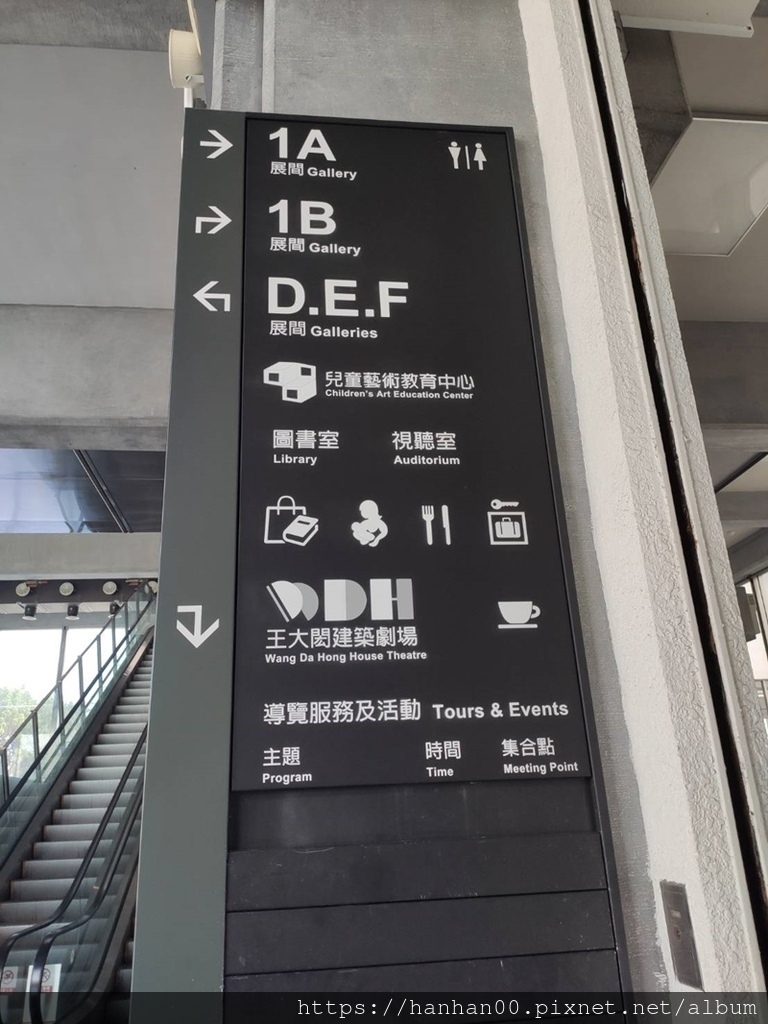 1A
展間 Gallery
1B
展間 Gallery
D.E.F
展間 Galleries
兒童藝術教育中心
Children's Art Education Center
圖書室 視聽室
Library Auditorium
WDH
王大閎建築劇場
Wang Da Hong House Theatre
導覽服務及活動 Tours & Events
主題 時間 集合點
Program Time Meeting Point
https://hanhan00.pixnet.net/album